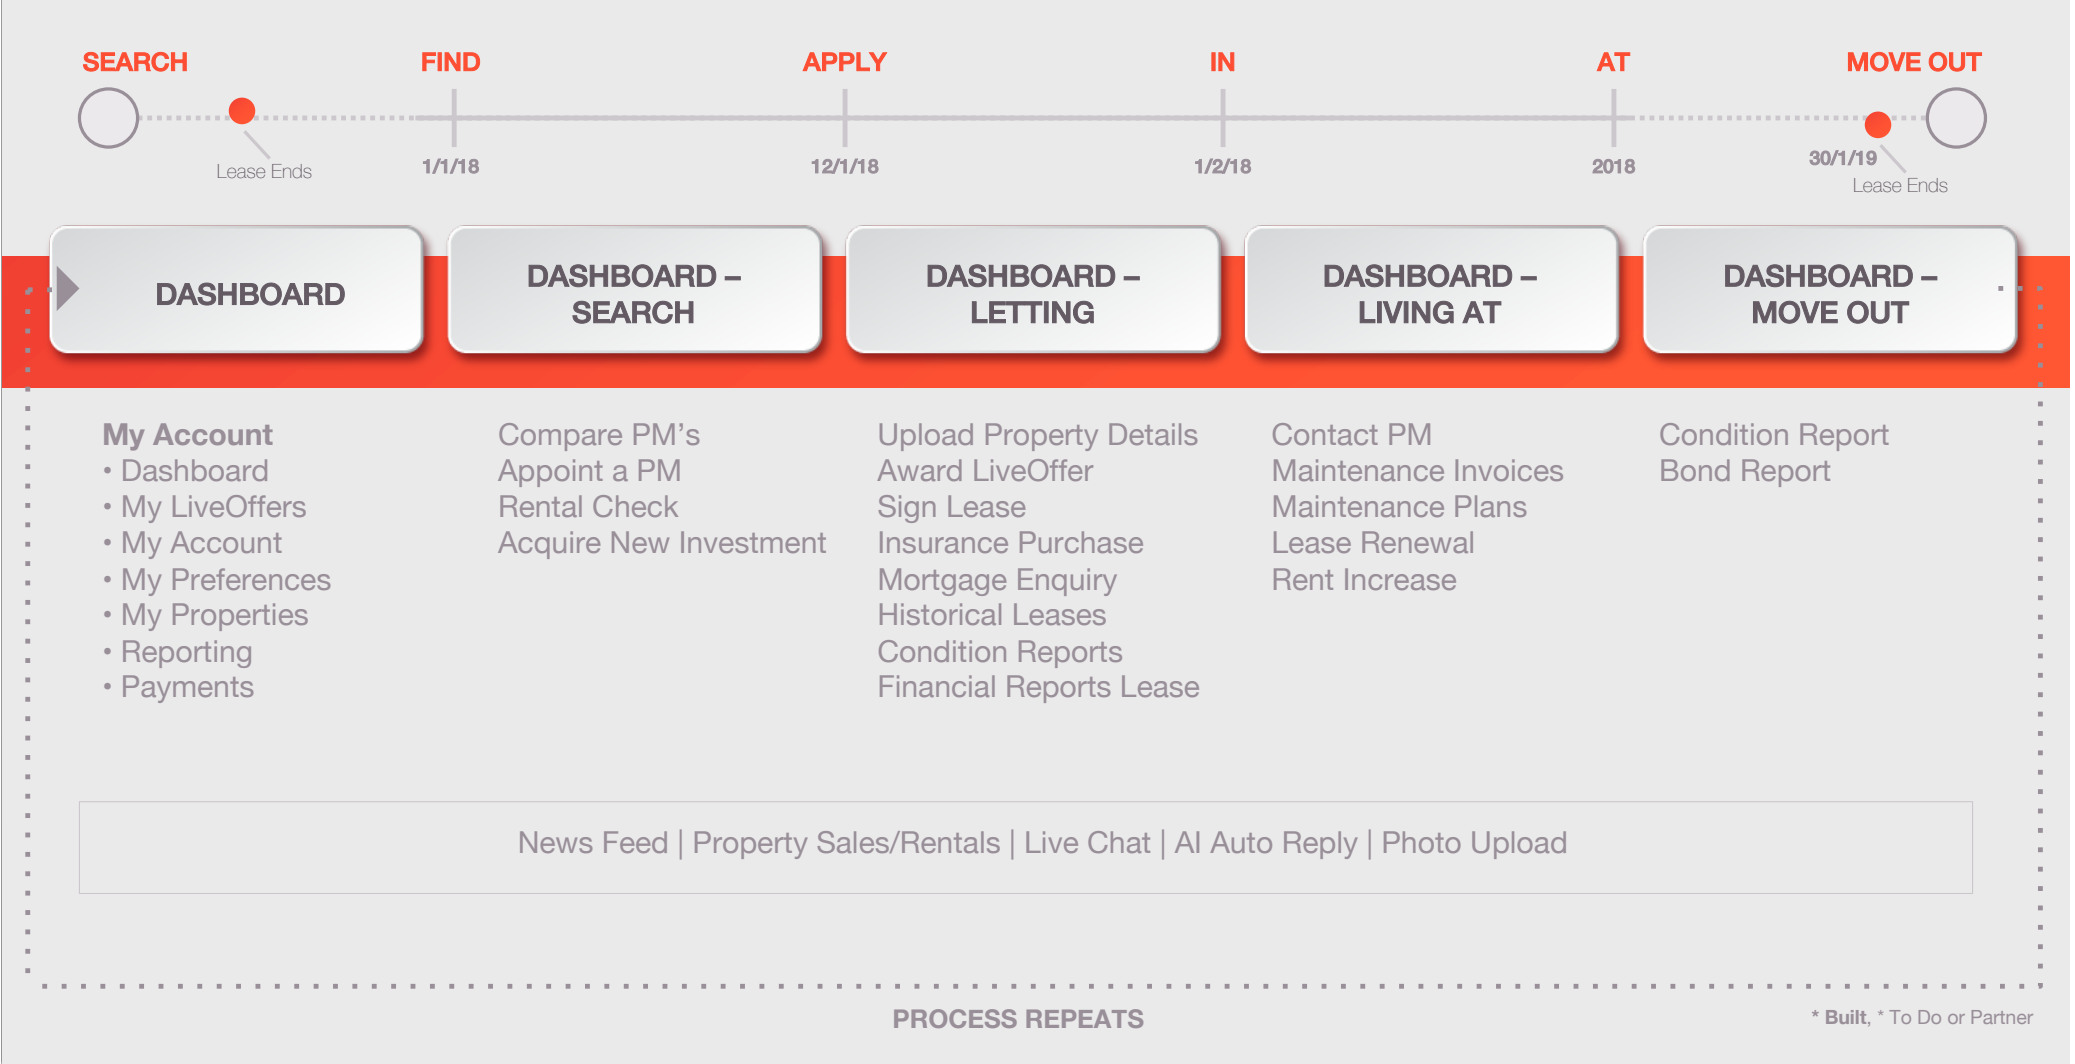 SEARCH
FIND
APPLY
IN
AT
MOVE OUT
Lease Ends
1/1/18
12/1/18
1/2/18
2018
30/1/19
Lease Ends
DASHBOARD
DASHBOARD –
SEARCH
DASHBOARD –
LETTING
DASHBOARD –
LIVING AT
DASHBOARD –
MOVE OUT
My Account
• Dashboard
• My LiveOffers
• My Account
• My Preferences
• My Properties
• Reporting
• Payments
Compare PM’s
Appoint a PM
Rental Check
Acquire New Investment
Upload Property Details
Award LiveOffer
Sign Lease
Insurance Purchase
Mortgage Enquiry
Historical Leases
Condition Reports
Financial Reports Lease
Contact PM
Maintenance Invoices
Maintenance Plans
Lease Renewal
Rent Increase
Condition Report
Bond Report
News Feed | Property Sales/Rentals | Live Chat | AI Auto Reply | Photo Upload
PROCESS REPEATS
* Built, * To Do or Partner